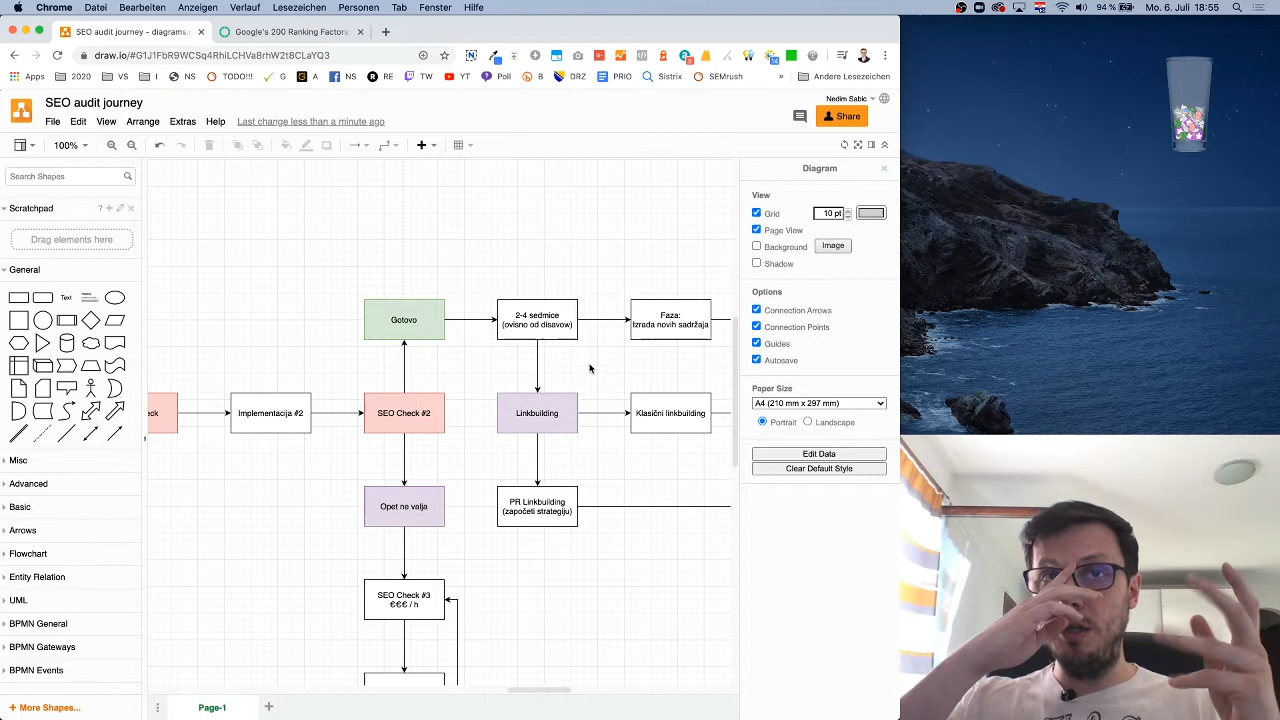 Chrome Datei Bearbeiten Anzeigen Verlauf Lesezeichen Personen Tab Fenster Hilfe
94 % Mo. 6. Juli 18:55
SEO audit journey - diagrams.n
Google's 200 Ranking Factors:
draw.io/#G1J1FbR9WCSq4RhiLCHVa8rhW2t8cLAYQ3
Apps 2020 VS I NS TODO!!! G A NS RE TW YT Poll B DRZ PRIO Sistrix SEMrush » Andere Lesezeichen
Nedim Sabic
SEO audit journey
File Edit View Arrange Extras Help Last change less than a minute ago
Share
100%
Search Shapes
Scratchpad
Drag elements here
General
Text
Misc
Advanced
Basic
Arrows
Flowchart
Entity Relation
UML
BPMN General
BPMN Gateways
BPMN Events
+ More Shapes...
Page-1
Gotovo
2-4 sedmice
(ovisno od disavow)
Faza:
Izrada novih sadržaja
eck
Implementacija #2
SEO Check #2
Linkbuilding
Klasični linkbuilding
Opet ne valja
PR Linkbuilding
(započeti strategiju)
SEO Check #3
€€€ / h
Diagram
View
Grid
10 pt
Page View
Background
Image
Shadow
Options
Connection Arrows
Connection Points
Guides
Autosave
Paper Size
A4 (210 mm x 297 mm)
Portrait
Landscape
Edit Data
Clear Default Style